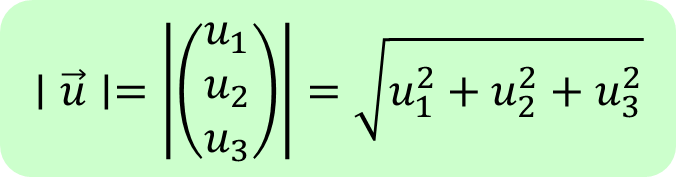 | u⃗ |= |(u₁ u₂ u₃)| = √(u₁² + u₂² + u₃²)